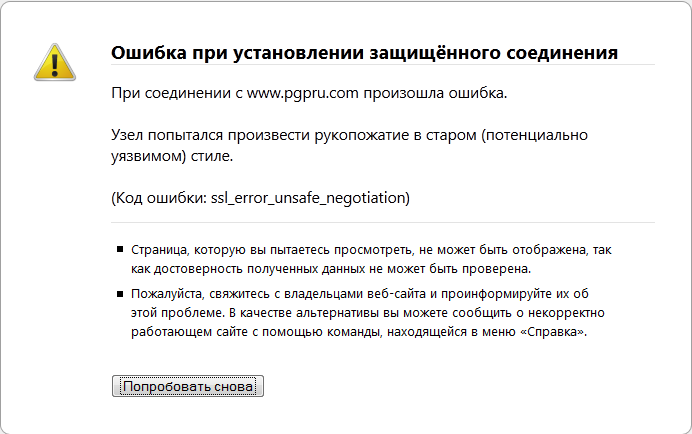 Ошибка при установлении защищённого соединения
При соединении с www.pgpru.com произошла ошибка.
Узел попытался произвести рукопожатие в старом (потенциально
уязвимом) стиле.
(Код ошибки: ssl_error_unsafe_negotiation)
Страница, которую вы пытаетесь просмотреть, не может быть отображена, так
как достоверность полученных данных не может быть проверена.
Пожалуйста, свяжитесь с владельцами веб-сайта и проинформируйте их об
этой проблеме. В качестве альтернативы вы можете сообщить о некорректно
работающем сайте с помощью команды, находящейся в меню «Справка».
Попробовать снова